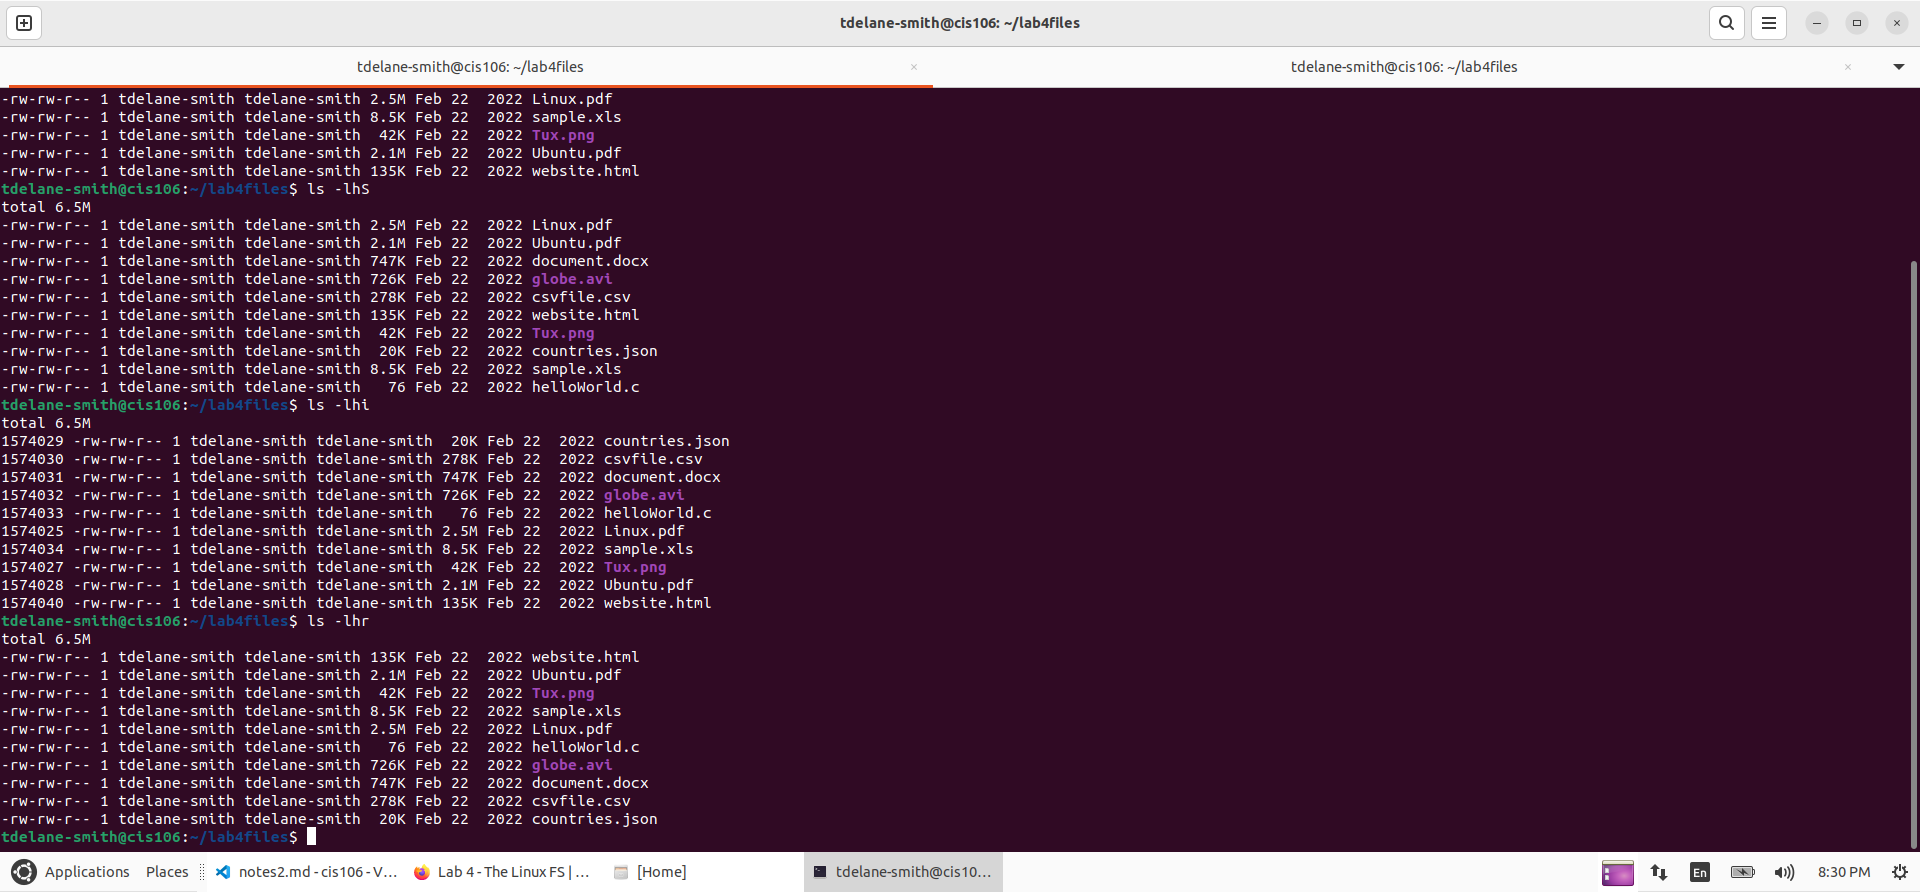 tdelane-smith@cis106: ~/lab4files
tdelane-smith@cis106: ~/lab4files
tdelane-smith@cis106: ~/lab4files
-rw-rw-r-- 1 tdelane-smith tdelane-smith 2.5M Feb 22  2022 Linux.pdf
-rw-rw-r-- 1 tdelane-smith tdelane-smith 8.5K Feb 22  2022 sample.xls
-rw-rw-r-- 1 tdelane-smith tdelane-smith  42K Feb 22  2022 Tux.png
-rw-rw-r-- 1 tdelane-smith tdelane-smith 2.1M Feb 22  2022 Ubuntu.pdf
-rw-rw-r-- 1 tdelane-smith tdelane-smith 135K Feb 22  2022 website.html
tdelane-smith@cis106:~/lab4files$ ls -lhS
total 6.5M
-rw-rw-r-- 1 tdelane-smith tdelane-smith 2.5M Feb 22  2022 Linux.pdf
-rw-rw-r-- 1 tdelane-smith tdelane-smith 2.1M Feb 22  2022 Ubuntu.pdf
-rw-rw-r-- 1 tdelane-smith tdelane-smith 747K Feb 22  2022 document.docx
-rw-rw-r-- 1 tdelane-smith tdelane-smith 726K Feb 22  2022 globe.avi
-rw-rw-r-- 1 tdelane-smith tdelane-smith 278K Feb 22  2022 csvfile.csv
-rw-rw-r-- 1 tdelane-smith tdelane-smith 135K Feb 22  2022 website.html
-rw-rw-r-- 1 tdelane-smith tdelane-smith  42K Feb 22  2022 Tux.png
-rw-rw-r-- 1 tdelane-smith tdelane-smith  20K Feb 22  2022 countries.json
-rw-rw-r-- 1 tdelane-smith tdelane-smith 8.5K Feb 22  2022 sample.xls
-rw-rw-r-- 1 tdelane-smith tdelane-smith   76 Feb 22  2022 helloWorld.c
tdelane-smith@cis106:~/lab4files$ ls -lhi
total 6.5M
1574029 -rw-rw-r-- 1 tdelane-smith tdelane-smith  20K Feb 22  2022 countries.json
1574030 -rw-rw-r-- 1 tdelane-smith tdelane-smith 278K Feb 22  2022 csvfile.csv
1574031 -rw-rw-r-- 1 tdelane-smith tdelane-smith 747K Feb 22  2022 document.docx
1574032 -rw-rw-r-- 1 tdelane-smith tdelane-smith 726K Feb 22  2022 globe.avi
1574033 -rw-rw-r-- 1 tdelane-smith tdelane-smith   76 Feb 22  2022 helloWorld.c
1574025 -rw-rw-r-- 1 tdelane-smith tdelane-smith 2.5M Feb 22  2022 Linux.pdf
1574034 -rw-rw-r-- 1 tdelane-smith tdelane-smith 8.5K Feb 22  2022 sample.xls
1574027 -rw-rw-r-- 1 tdelane-smith tdelane-smith  42K Feb 22  2022 Tux.png
1574028 -rw-rw-r-- 1 tdelane-smith tdelane-smith 2.1M Feb 22  2022 Ubuntu.pdf
1574040 -rw-rw-r-- 1 tdelane-smith tdelane-smith 135K Feb 22  2022 website.html
tdelane-smith@cis106:~/lab4files$ ls -lhr
total 6.5M
-rw-rw-r-- 1 tdelane-smith tdelane-smith 135K Feb 22  2022 website.html
-rw-rw-r-- 1 tdelane-smith tdelane-smith 2.1M Feb 22  2022 Ubuntu.pdf
-rw-rw-r-- 1 tdelane-smith tdelane-smith  42K Feb 22  2022 Tux.png
-rw-rw-r-- 1 tdelane-smith tdelane-smith 8.5K Feb 22  2022 sample.xls
-rw-rw-r-- 1 tdelane-smith tdelane-smith 2.5M Feb 22  2022 Linux.pdf
-rw-rw-r-- 1 tdelane-smith tdelane-smith   76 Feb 22  2022 helloWorld.c
-rw-rw-r-- 1 tdelane-smith tdelane-smith 726K Feb 22  2022 globe.avi
-rw-rw-r-- 1 tdelane-smith tdelane-smith 747K Feb 22  2022 document.docx
-rw-rw-r-- 1 tdelane-smith tdelane-smith 278K Feb 22  2022 csvfile.csv
-rw-rw-r-- 1 tdelane-smith tdelane-smith  20K Feb 22  2022 countries.json
tdelane-smith@cis106:~/lab4files$
Applications Places notes2.md - cis106 - V... Lab 4 - The Linux FS | ... [Home] tdelane-smith@cis10... En 8:30 PM